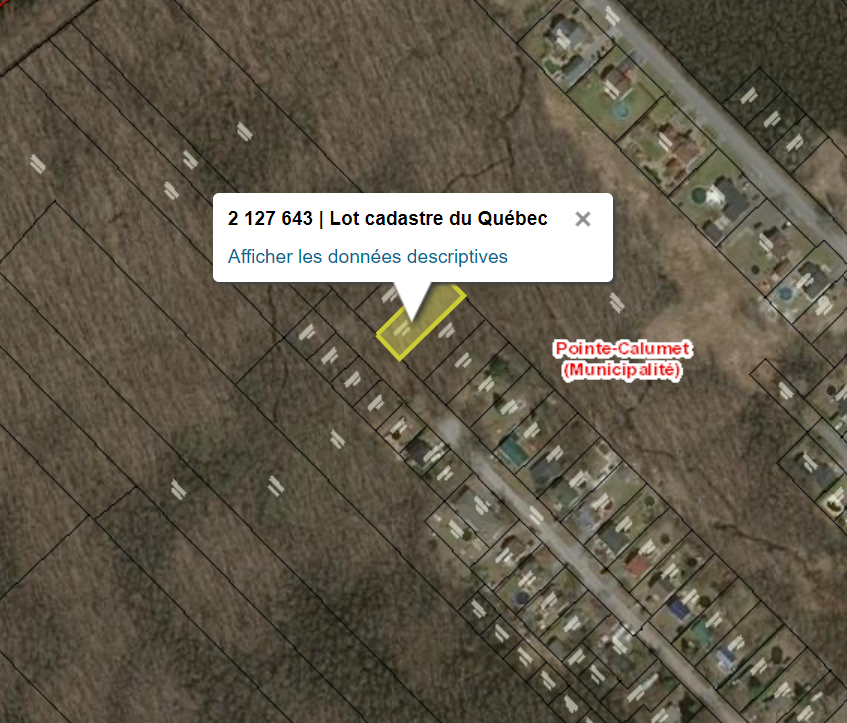 2 127 643 | Lot cadastre du Québec
Afficher les données descriptives
Pointe-Calumet
(Municipalité)